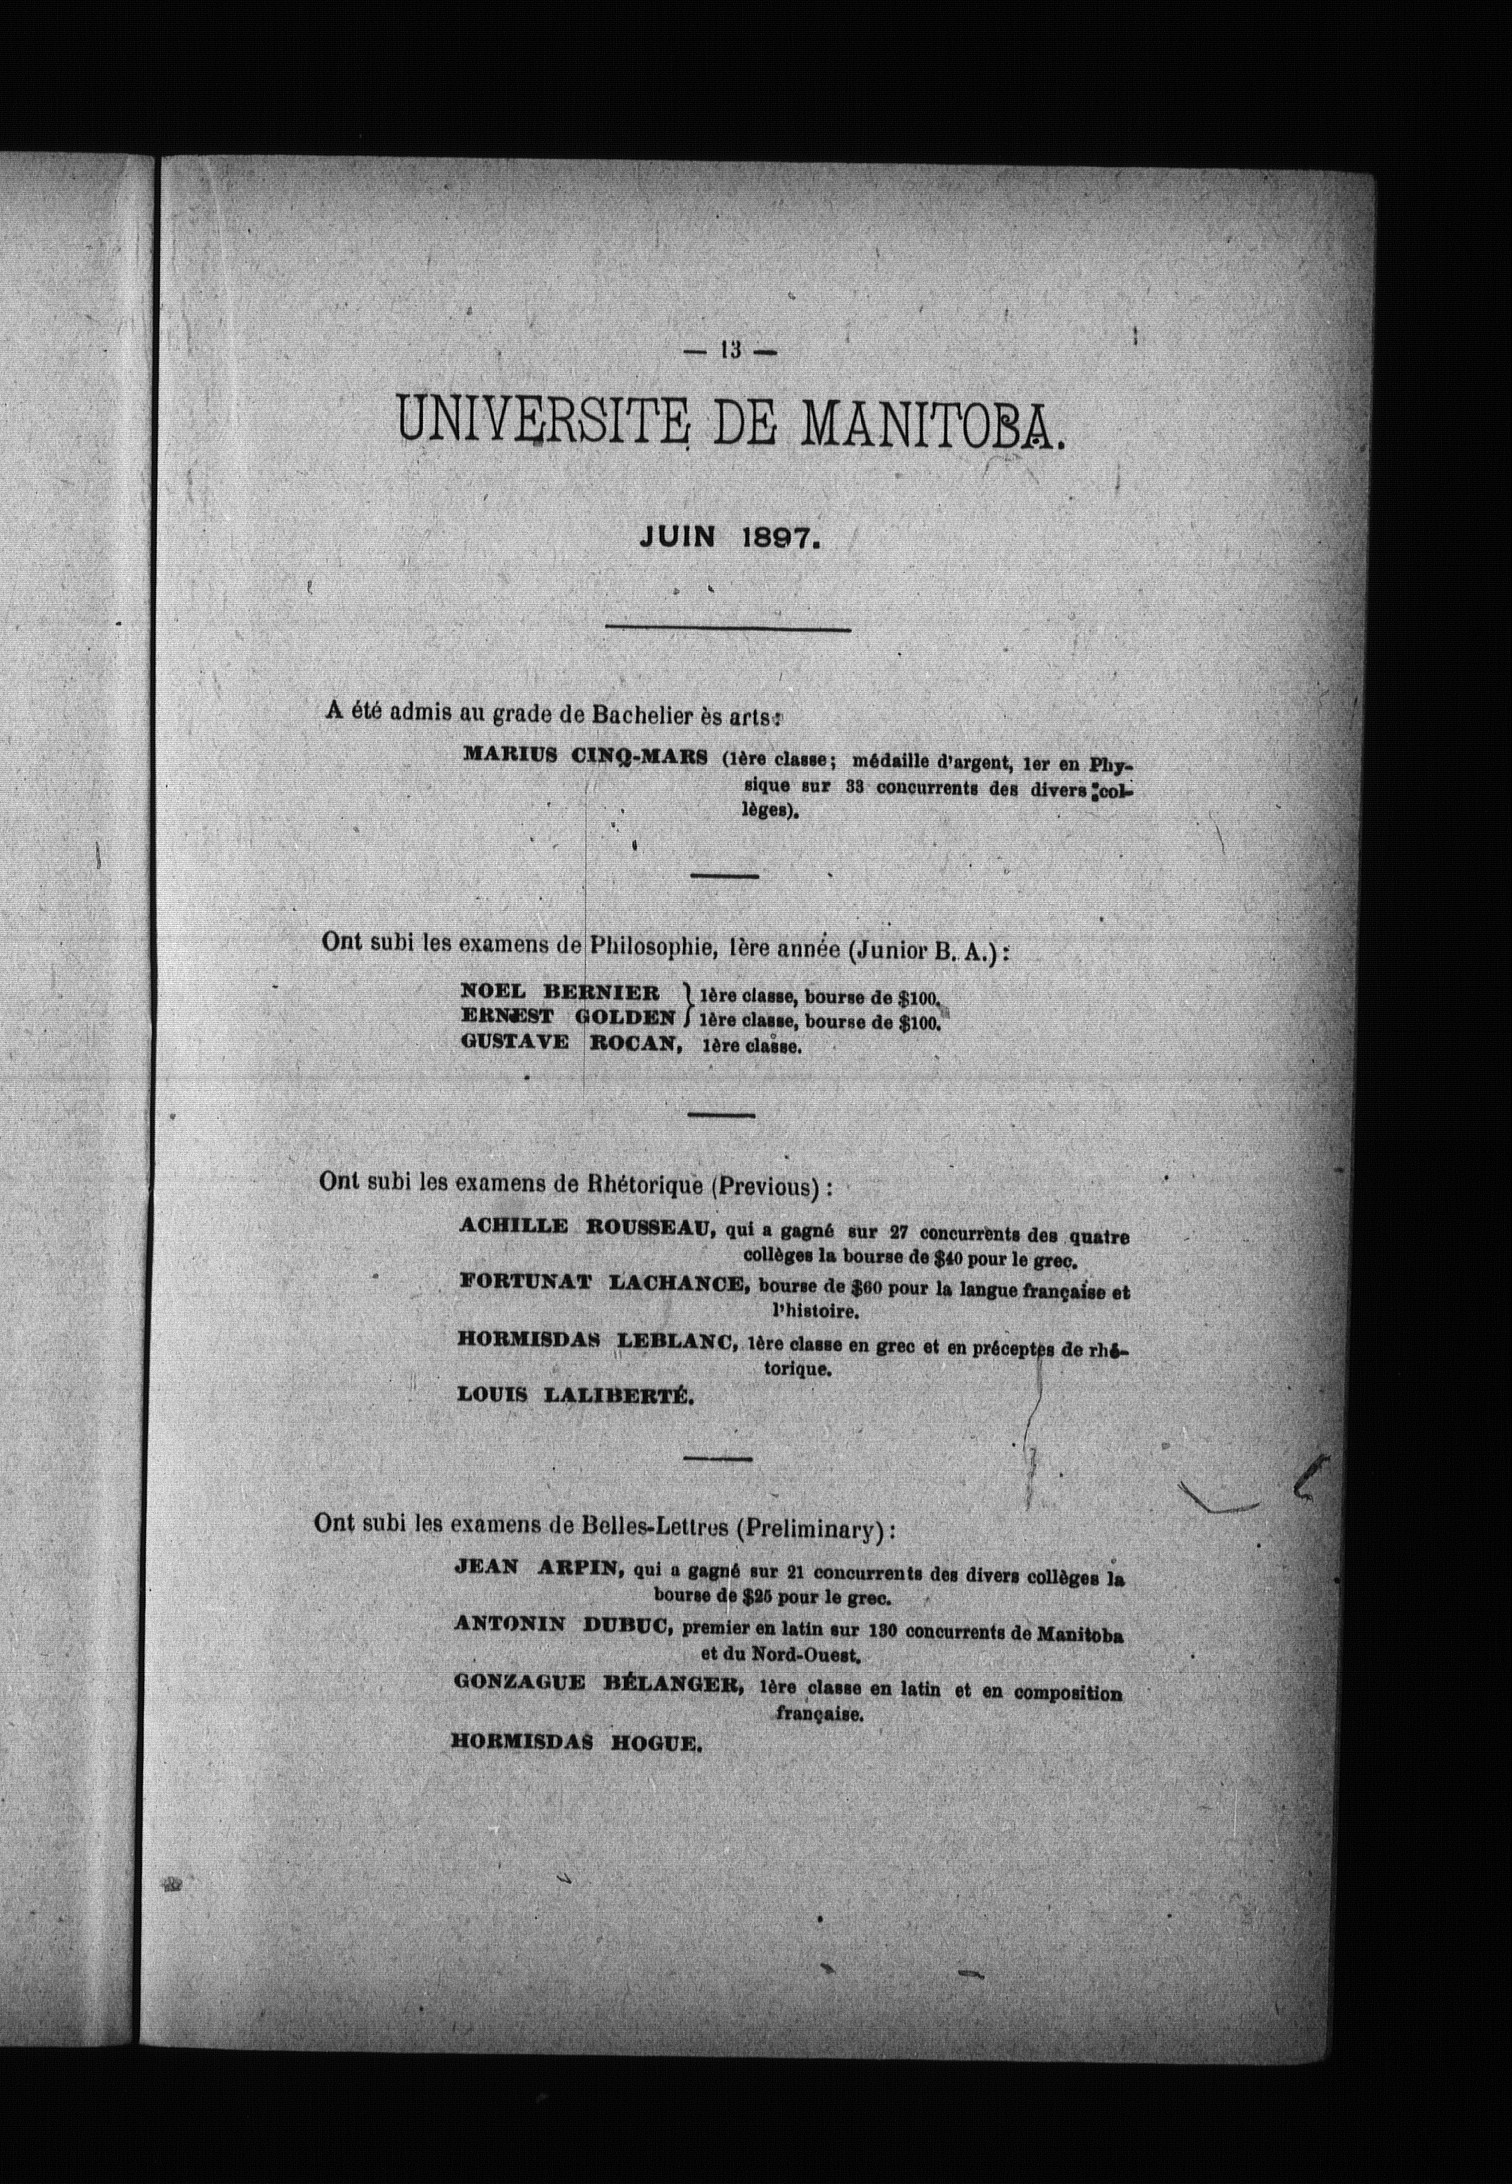 — 13 —
UNIVERSITE DE MANITOBA.
JUIN 1897.
A été admis au grade de Bachelier ès arts:
MARIUS CINQ-MARS (1ère classe; médaille d'argent, 1er en Phy-
sique sur 33 concurrents des divers col-
lèges).
Ont subi les examens de Philosophie, 1ère année (Junior B. A.):
NOEL BERNIER } 1ère classe, bourse de $100.
ERNEST GOLDEN } 1ère classe, bourse de $100.
GUSTAVE ROCAN, 1ère classe.
Ont subi les examens de Rhétorique (Previous):
ACHILLE ROUSSEAU, qui a gagné sur 27 concurrents des quatre
collèges la bourse de $40 pour le grec.
FORTUNAT LACHANCE, bourse de $60 pour la langue française et
l'histoire.
HORMISDAS LEBLANC, 1ère classe en grec et en préceptes de rhé-
torique.
LOUIS LALIBERTÉ.
Ont subi les examens de Belles-Lettres (Preliminary):
JEAN ARPIN, qui a gagné sur 21 concurrents des divers collèges la
bourse de $25 pour le grec.
ANTONIN DUBUC, premier en latin sur 130 concurrents de Manitoba
et du Nord-Ouest.
GONZAGUE BÉLANGER, 1ère classe en latin et en composition
française.
HORMISDAS HOGUE.